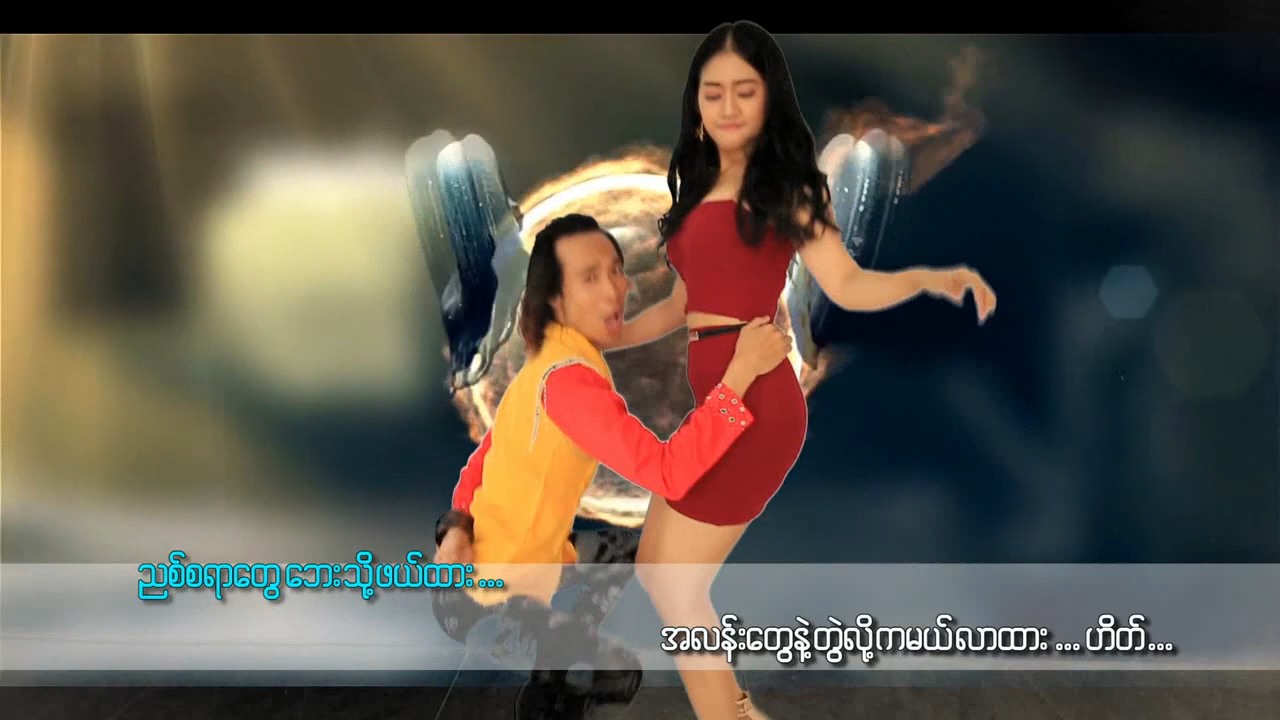 ညစ်စရာတွေ ဘေးသို့ဖယ်ထား ...
အလန်းတွေနဲ့တွဲလို့ကမယ်လာထား ... ဟိတ် ...